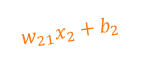 w₂₁x₂ + b₂